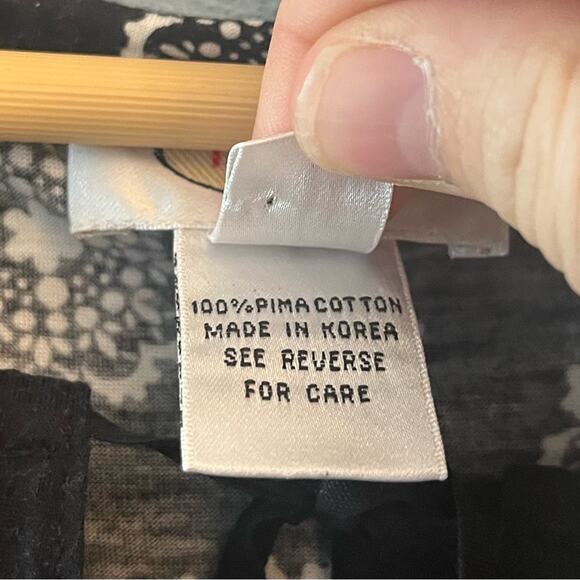 100% PIMA COTTON
MADE IN KOREA
SEE REVERSE
FOR CARE